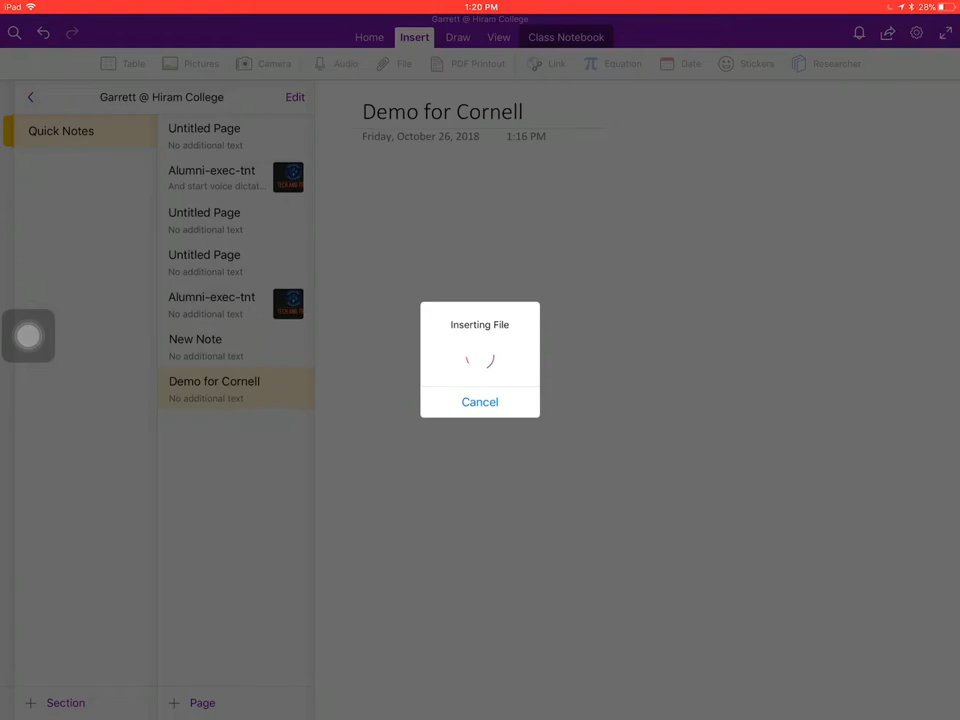 iPad 1:20 PM 28%
Garrett @ Hiram College
Home Insert Draw View Class Notebook
Table Pictures Camera Audio File PDF Printout Link Equation Date Stickers Researcher
Garrett @ Hiram College Edit
Quick Notes
Untitled Page
No additional text
Alumni-exec-tnt
And start voice dictat...
Untitled Page
No additional text
Untitled Page
No additional text
Alumni-exec-tnt
No additional text
New Note
No additional text
Demo for Cornell
No additional text
+ Section
+ Page
Demo for Cornell
Friday, October 26, 2018 1:16 PM
Inserting File
Cancel